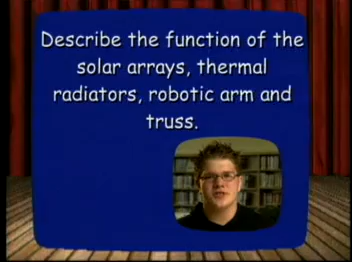 Describe the function of the
solar arrays, thermal
radiators, robotic arm and
truss.